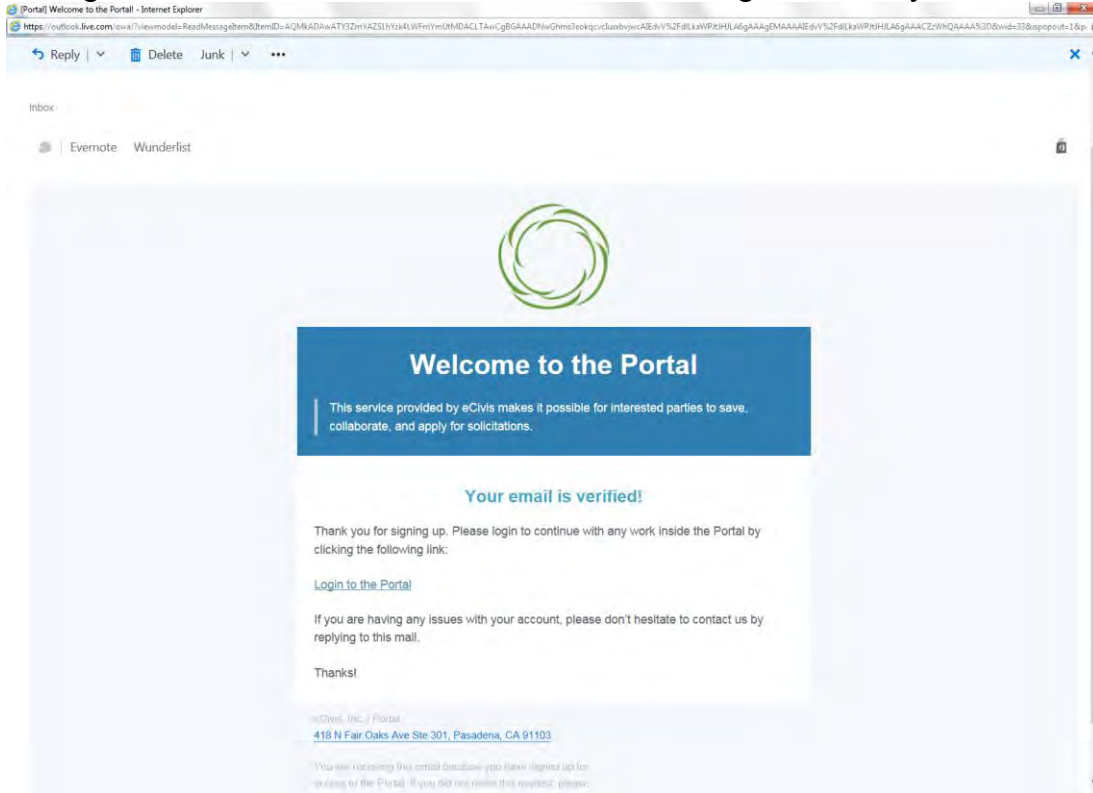 [Portal] Welcome to the Portal! - Internet Explorer
Reply | Delete Junk | •••
Inbox
Evernote Wunderlist
Welcome to the Portal
This service provided by eCivis makes it possible for interested parties to save,
collaborate, and apply for solicitations.
Your email is verified!
Thank you for signing up. Please login to continue with any work inside the Portal by
clicking the following link:
Login to the Portal
If you are having any issues with your account, please don't hesitate to contact us by
replying to this mail.
Thanks!
eCivis, Inc. / Portal
418 N Fair Oaks Ave Ste 301, Pasadena, CA 91103
You are receiving this email because you have signed up for
access to the Portal. If you did not make this request, please